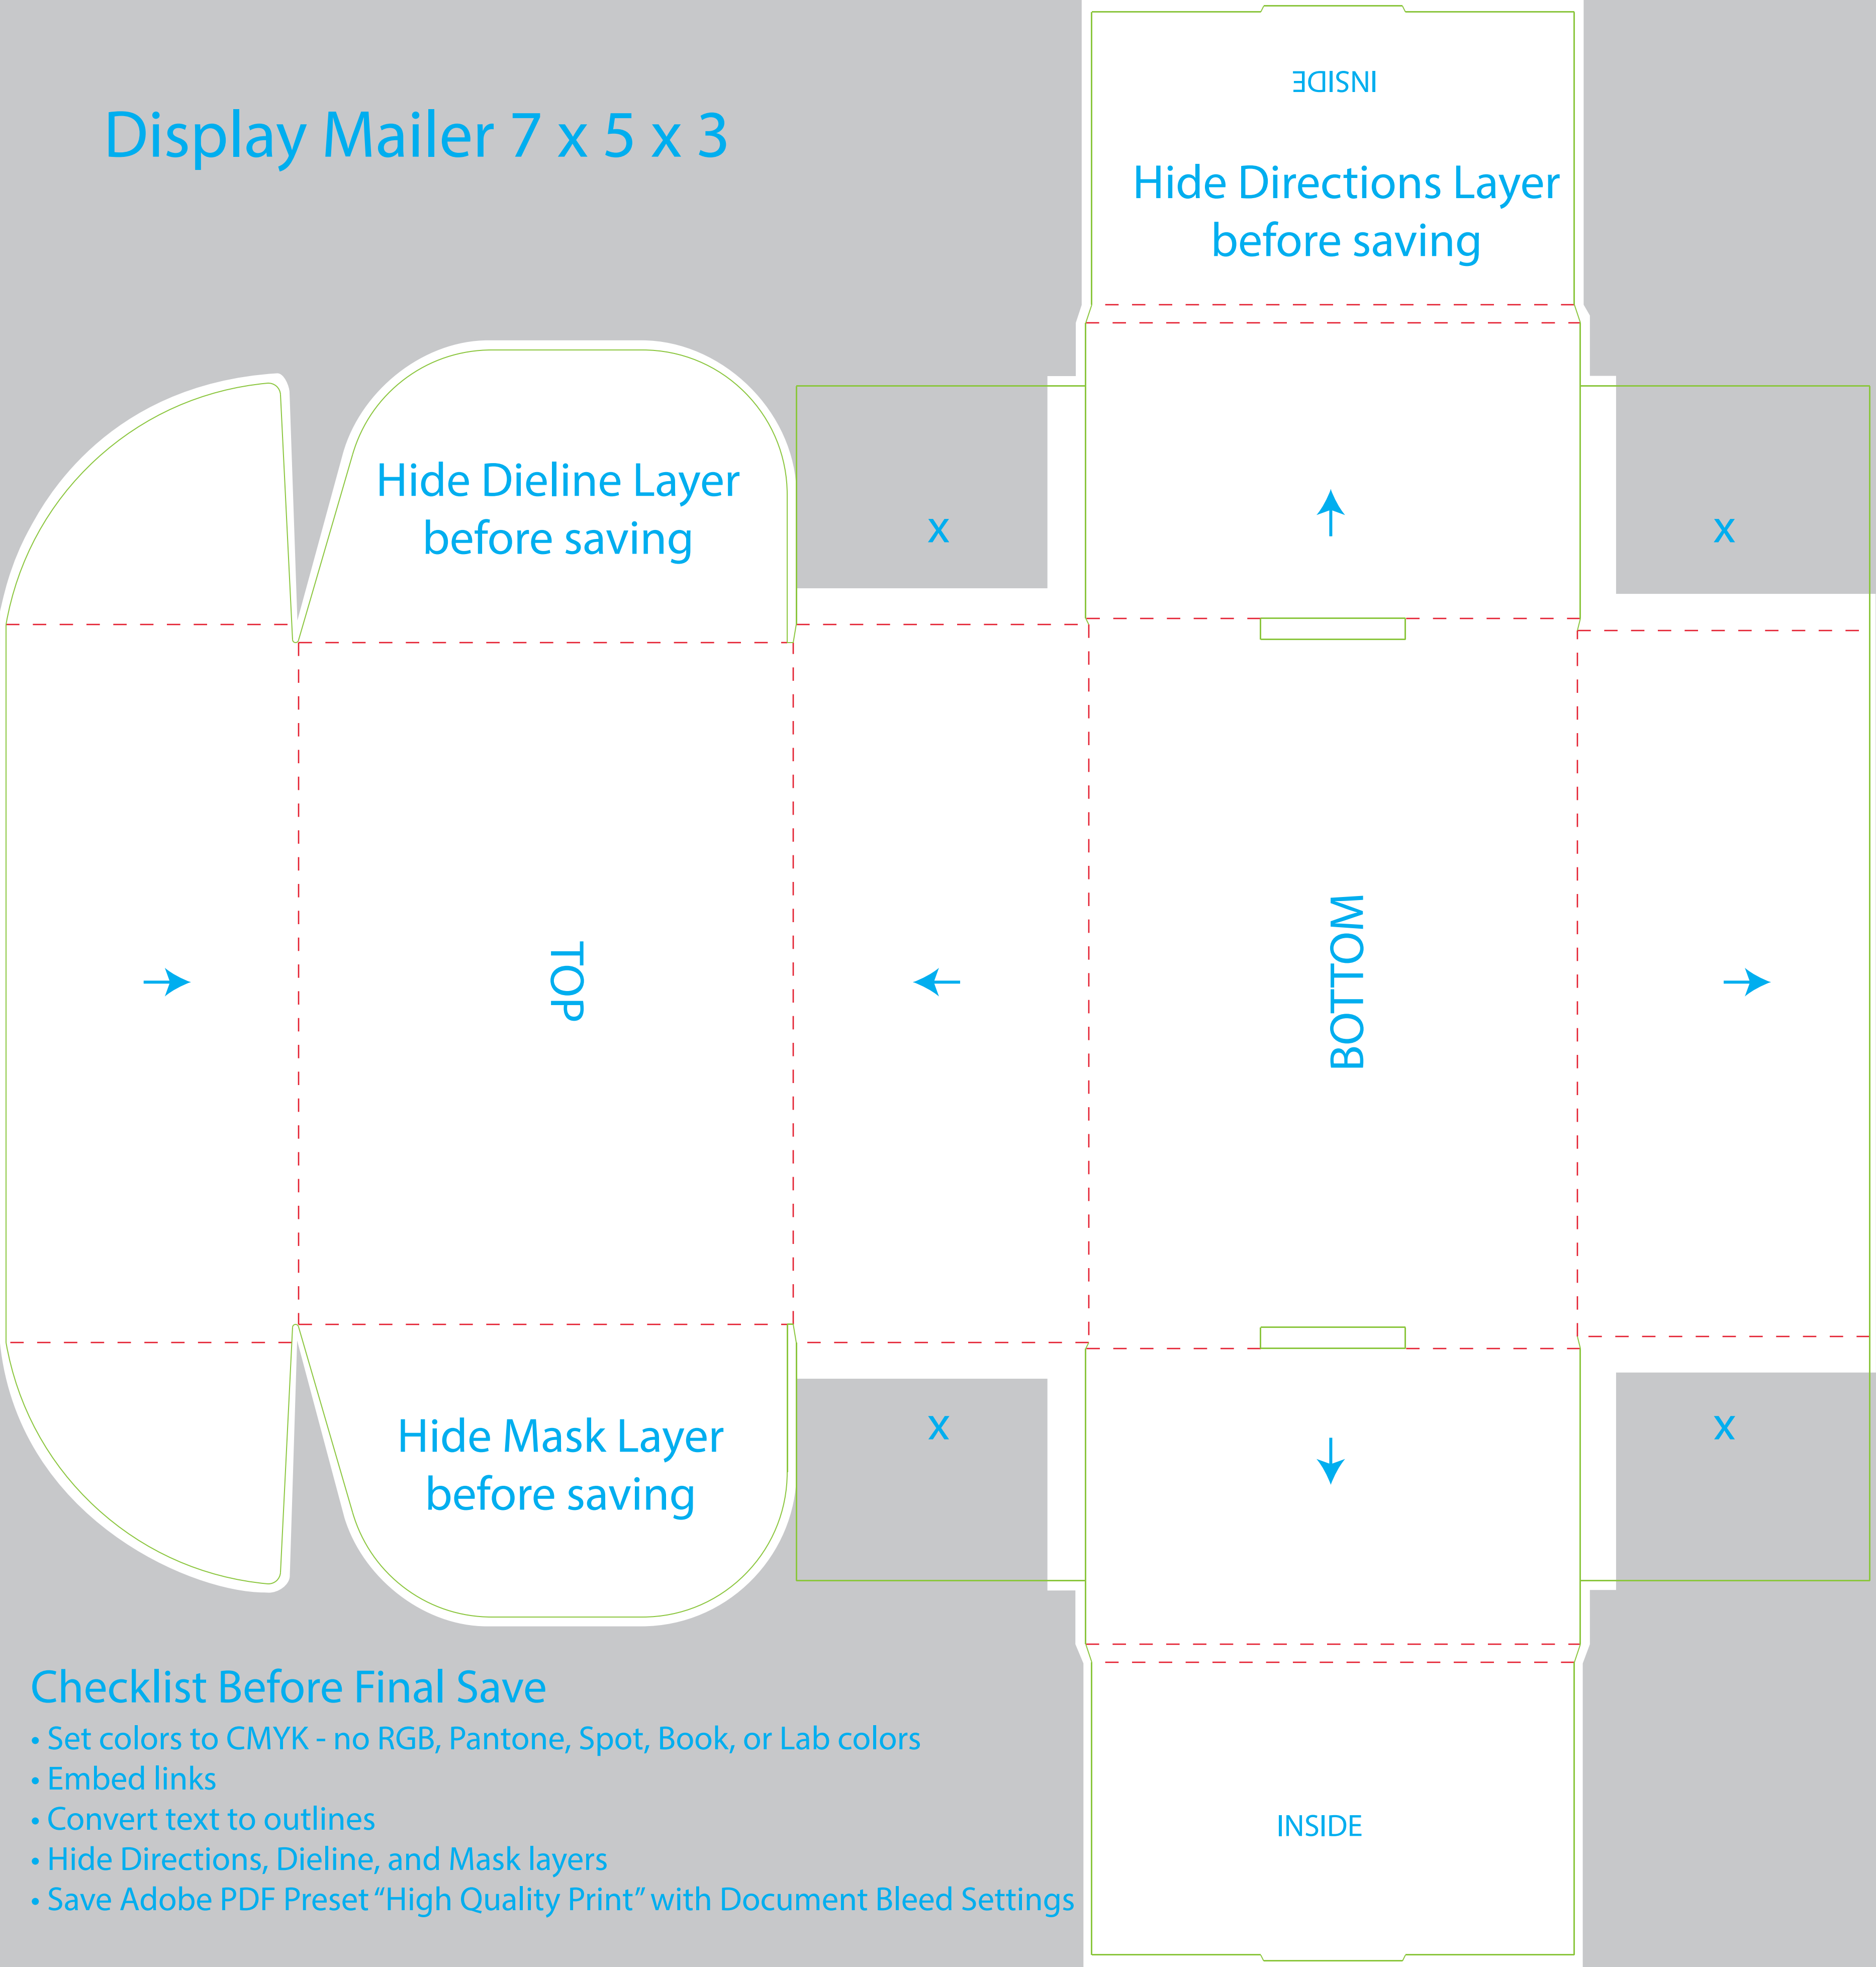 INSIDE
Display Mailer 7 x 5 x 3
Hide Directions Layer
before saving
Hide Dieline Layer
before saving
x
x
TOP
BOTTOM
Hide Mask Layer
before saving
x
x
Checklist Before Final Save
• Set colors to CMYK - no RGB, Pantone, Spot, Book, or Lab colors
• Embed links
• Convert text to outlines
• Hide Directions, Dieline, and Mask layers
• Save Adobe PDF Preset “High Quality Print” with Document Bleed Settings
INSIDE